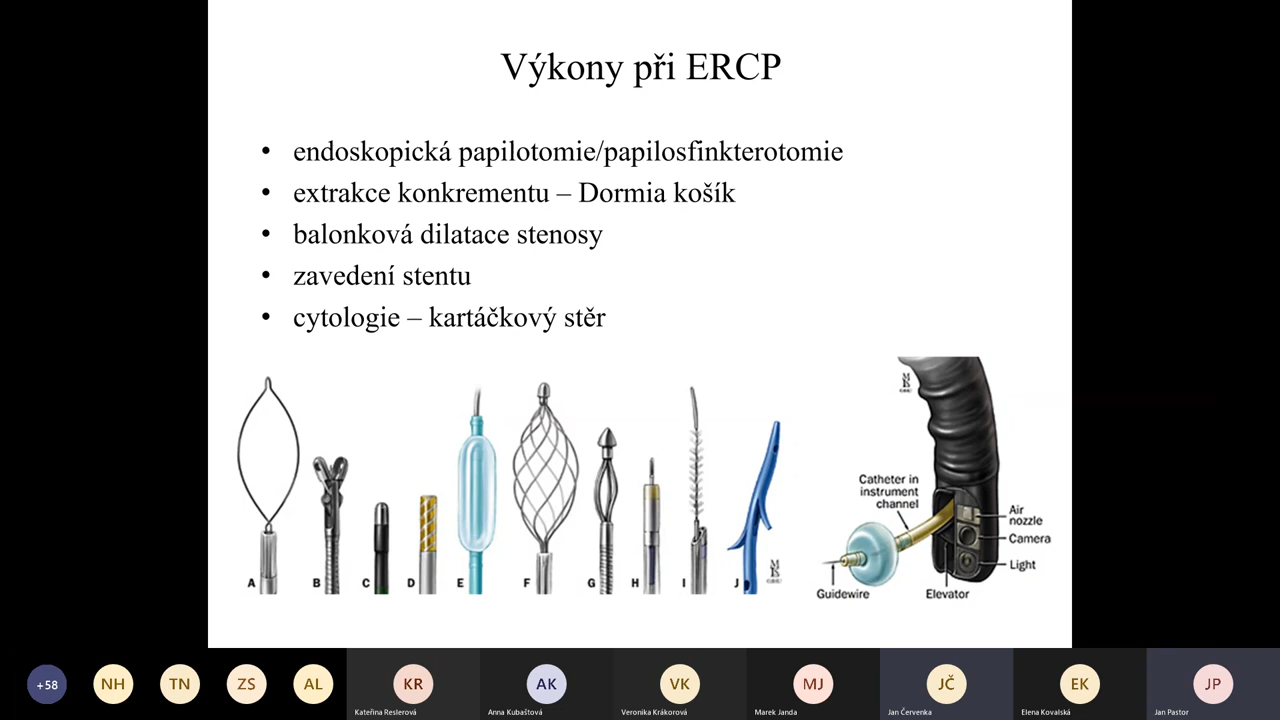 Výkony při ERCP
• endoskopická papilotomie/papilosfinkterotomie
• extrakce konkrementu – Dormia košík
• balonková dilatace stenosy
• zavedení stentu
• cytologie – kartáčkový stěr
A B C D E F G H I J
Catheter in
instrument
channel
Air
nozzle
Camera
Light
Guidewire
Elevator
+58 NH TN ZS AL KR AK VK MJ JČ EK JP
Kateřina Reslerová Anna Kubaštová Veronika Krákorová Marek Janda Jan Červenka Elena Kovalská Jan Pastor